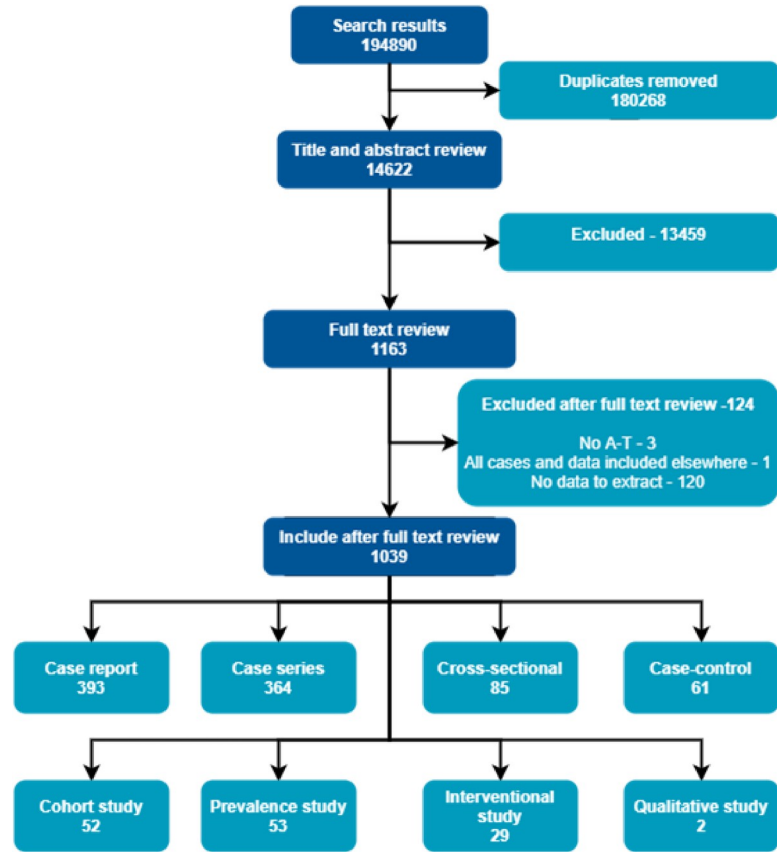 Search results
194890
Duplicates removed
180268
Title and abstract review
14622
Excluded - 13459
Full text review
1163
Excluded after full text review -124
No A-T - 3
All cases and data included elsewhere - 1
No data to extract - 120
Include after full text review
1039
Case report
393
Case series
364
Cross-sectional
85
Case-control
61
Cohort study
52
Prevalence study
53
Interventional
study
29
Qualitative study
2